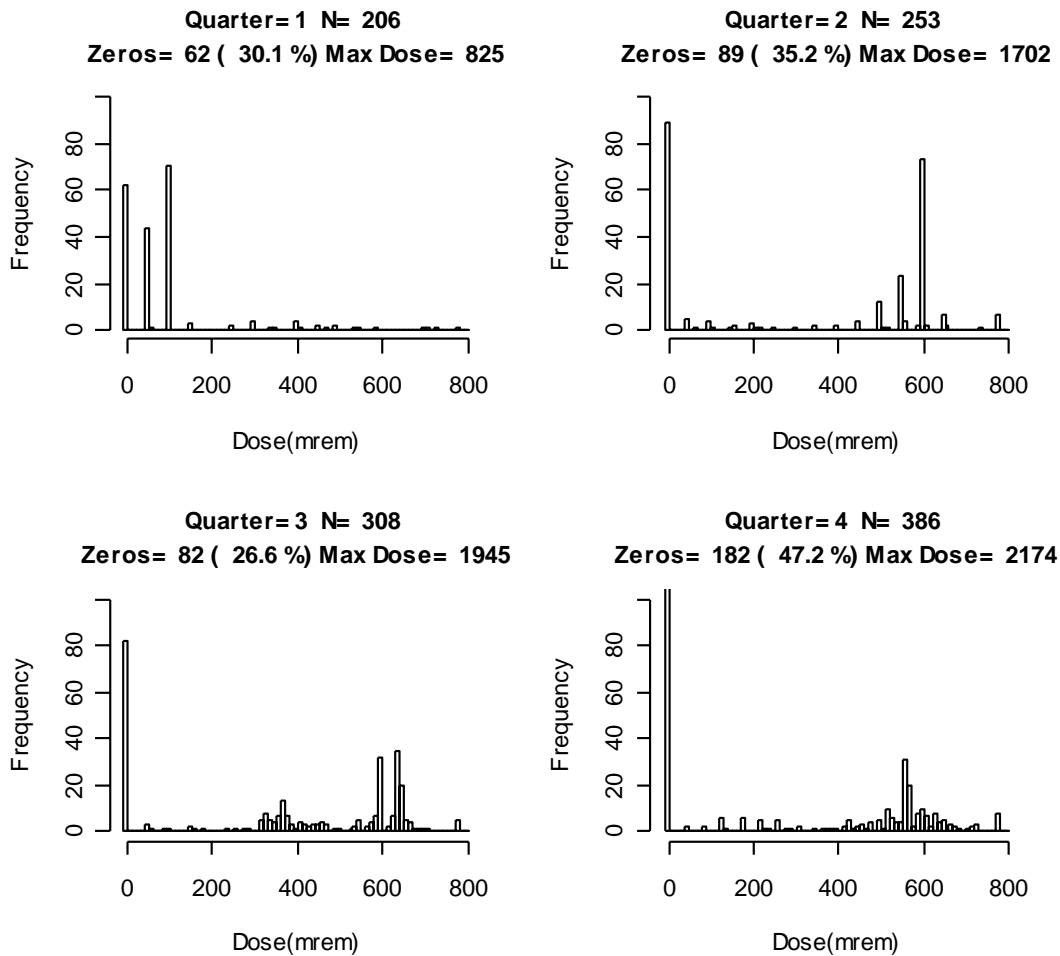 Quarter= 1 N= 206
Zeros= 62 ( 30.1 %) Max Dose= 825
Frequency
0 20 40 60 80
0 200 400 600 800
Dose(mrem)
Quarter= 2 N= 253
Zeros= 89 ( 35.2 %) Max Dose= 1702
Frequency
0 20 40 60 80
0 200 400 600 800
Dose(mrem)
Quarter= 3 N= 308
Zeros= 82 ( 26.6 %) Max Dose= 1945
Frequency
0 20 40 60 80
0 200 400 600 800
Dose(mrem)
Quarter= 4 N= 386
Zeros= 182 ( 47.2 %) Max Dose= 2174
Frequency
0 20 40 60 80
0 200 400 600 800
Dose(mrem)